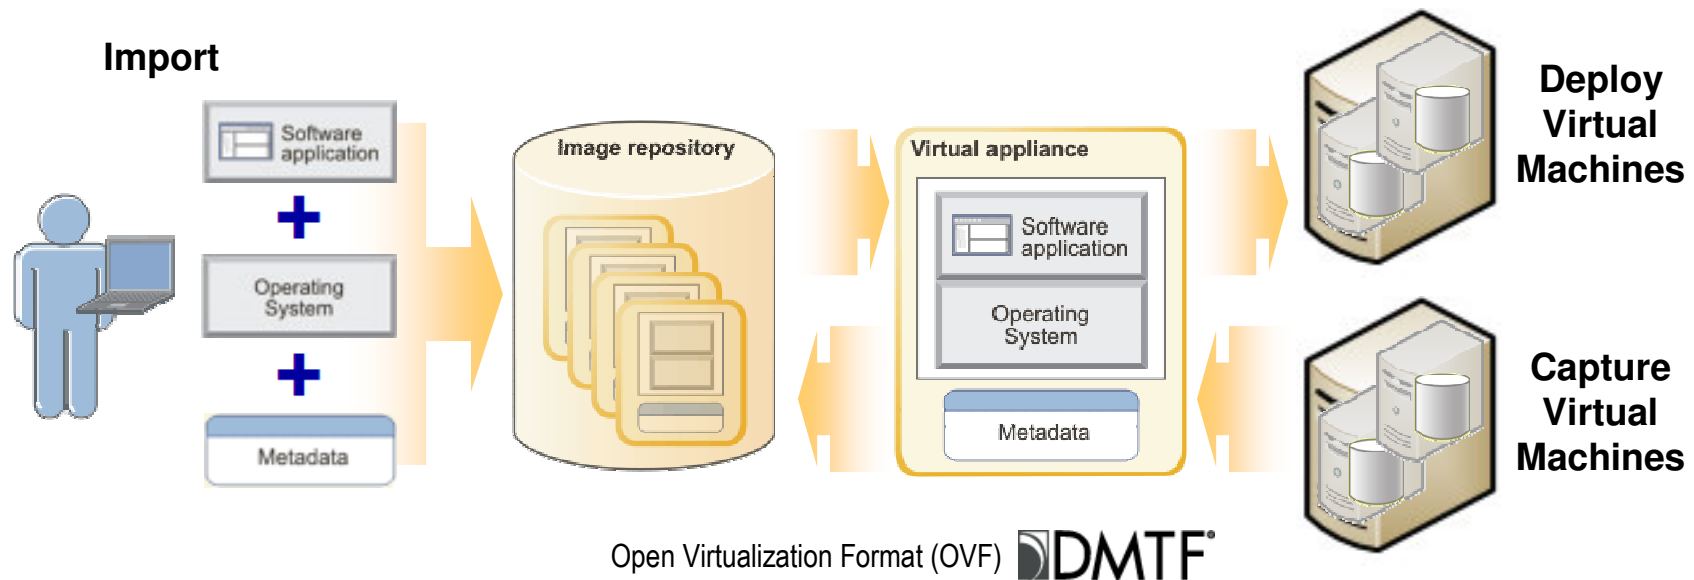 Import
Software
application
Operating
System
Metadata
Image repository
Virtual appliance
Software
application
Operating
System
Metadata
Deploy
Virtual
Machines
Capture
Virtual
Machines
Open Virtualization Format (OVF) DMTF®